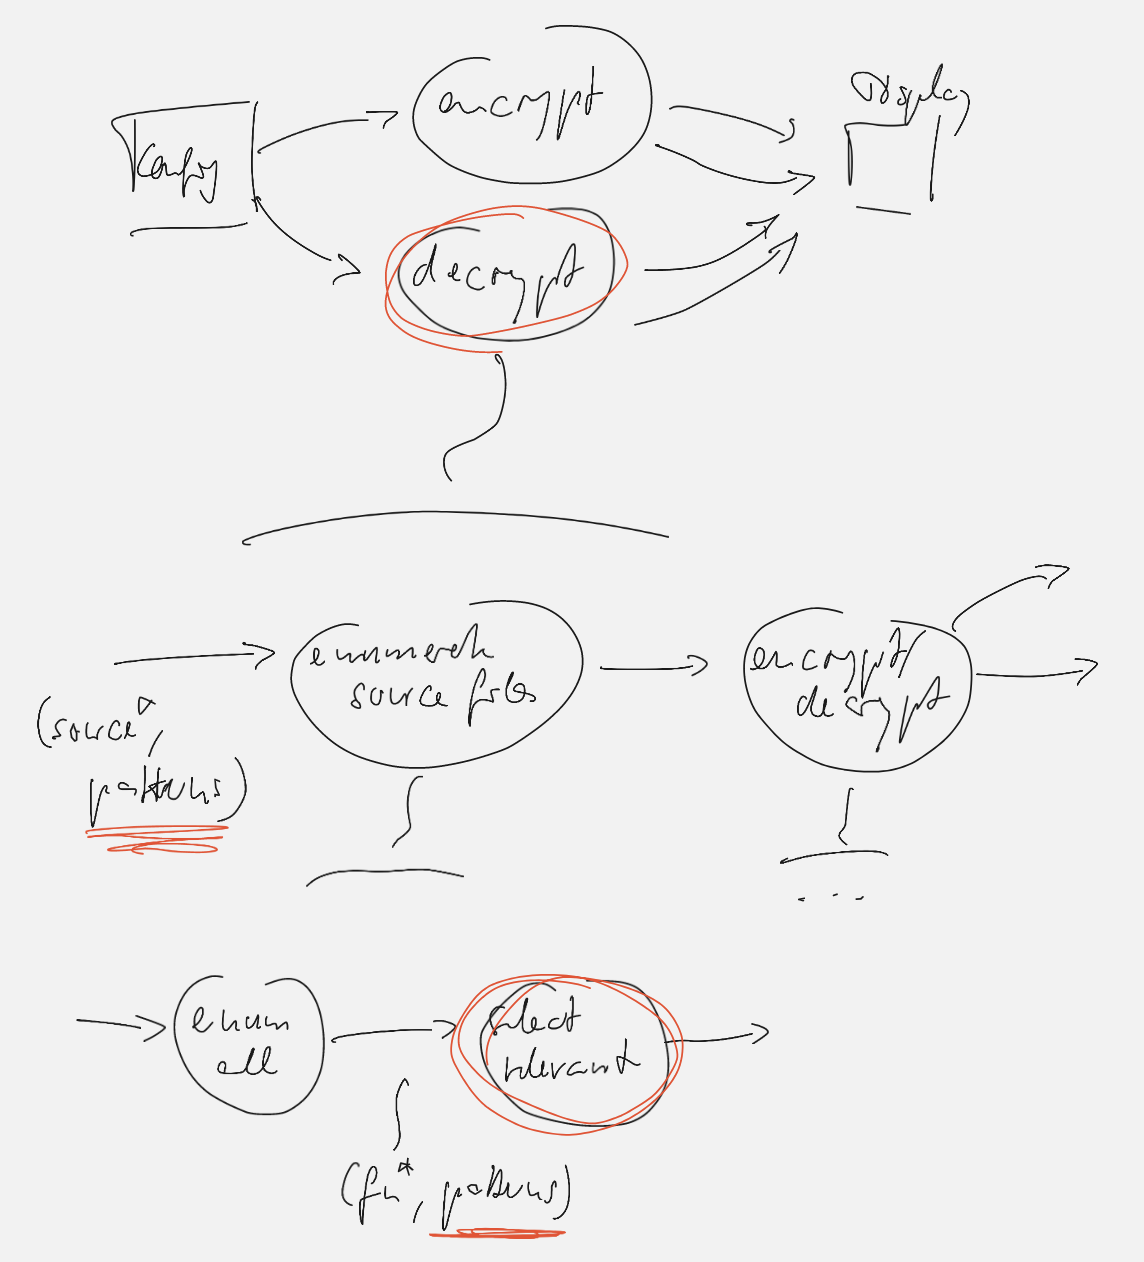 encrypt
Display
Config
decrypt
enumerate
source files
encrypt/
decrypt
(source*,
patterns)
...
enum
all
select
relevant
(fn*, patterns)